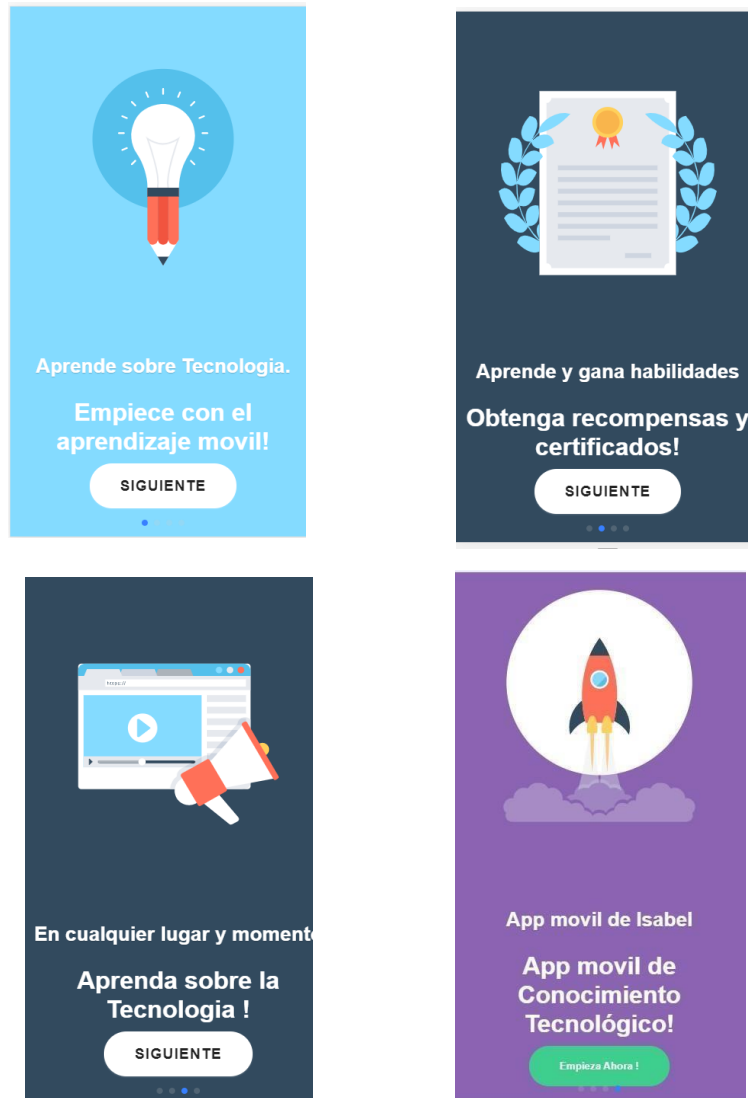 Aprende sobre Tecnologia.
Empiece con el
aprendizaje movil!
SIGUIENTE
Aprende y gana habilidades
Obtenga recompensas y
certificados!
SIGUIENTE
https://
En cualquier lugar y momento
Aprenda sobre la
Tecnologia !
SIGUIENTE
App movil de Isabel
App movil de
Conocimiento
Tecnológico!
Empieza Ahora !